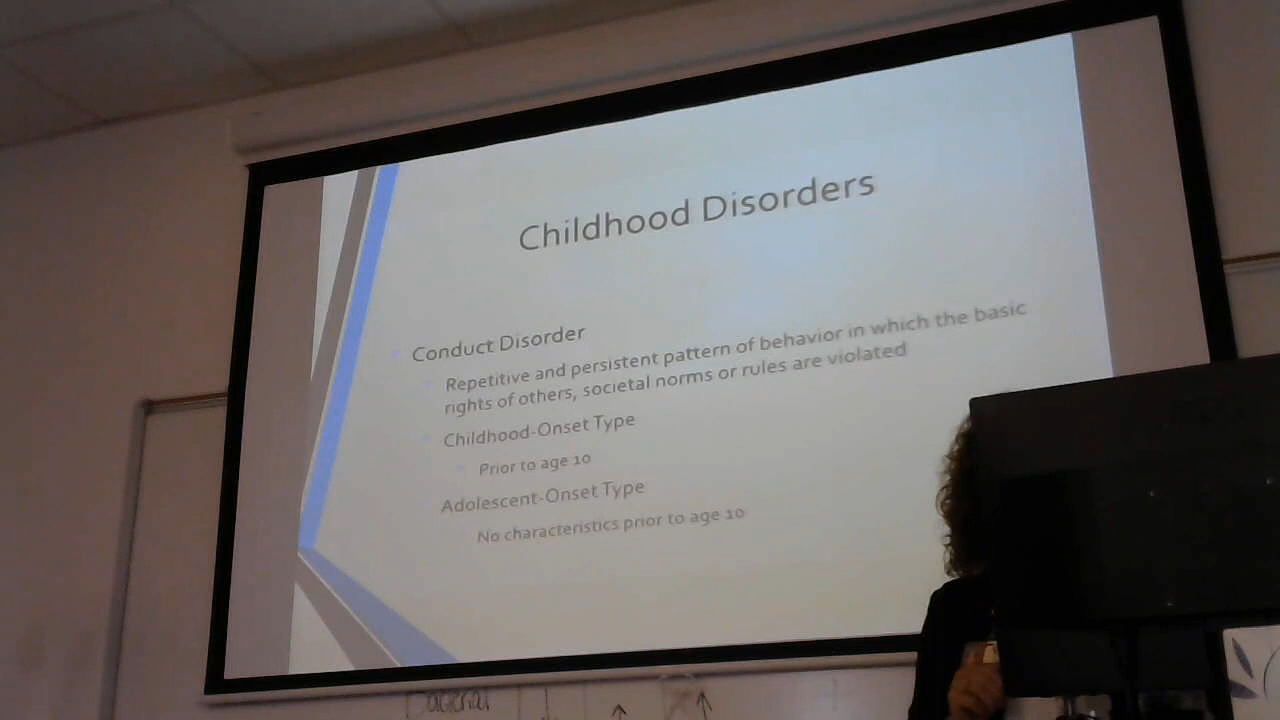 Childhood Disorders
Conduct Disorder
Repetitive and persistent pattern of behavior in which the basic
rights of others, societal norms or rules are violated
Childhood-Onset Type
Prior to age 10
Adolescent-Onset Type
No characteristics prior to age 10